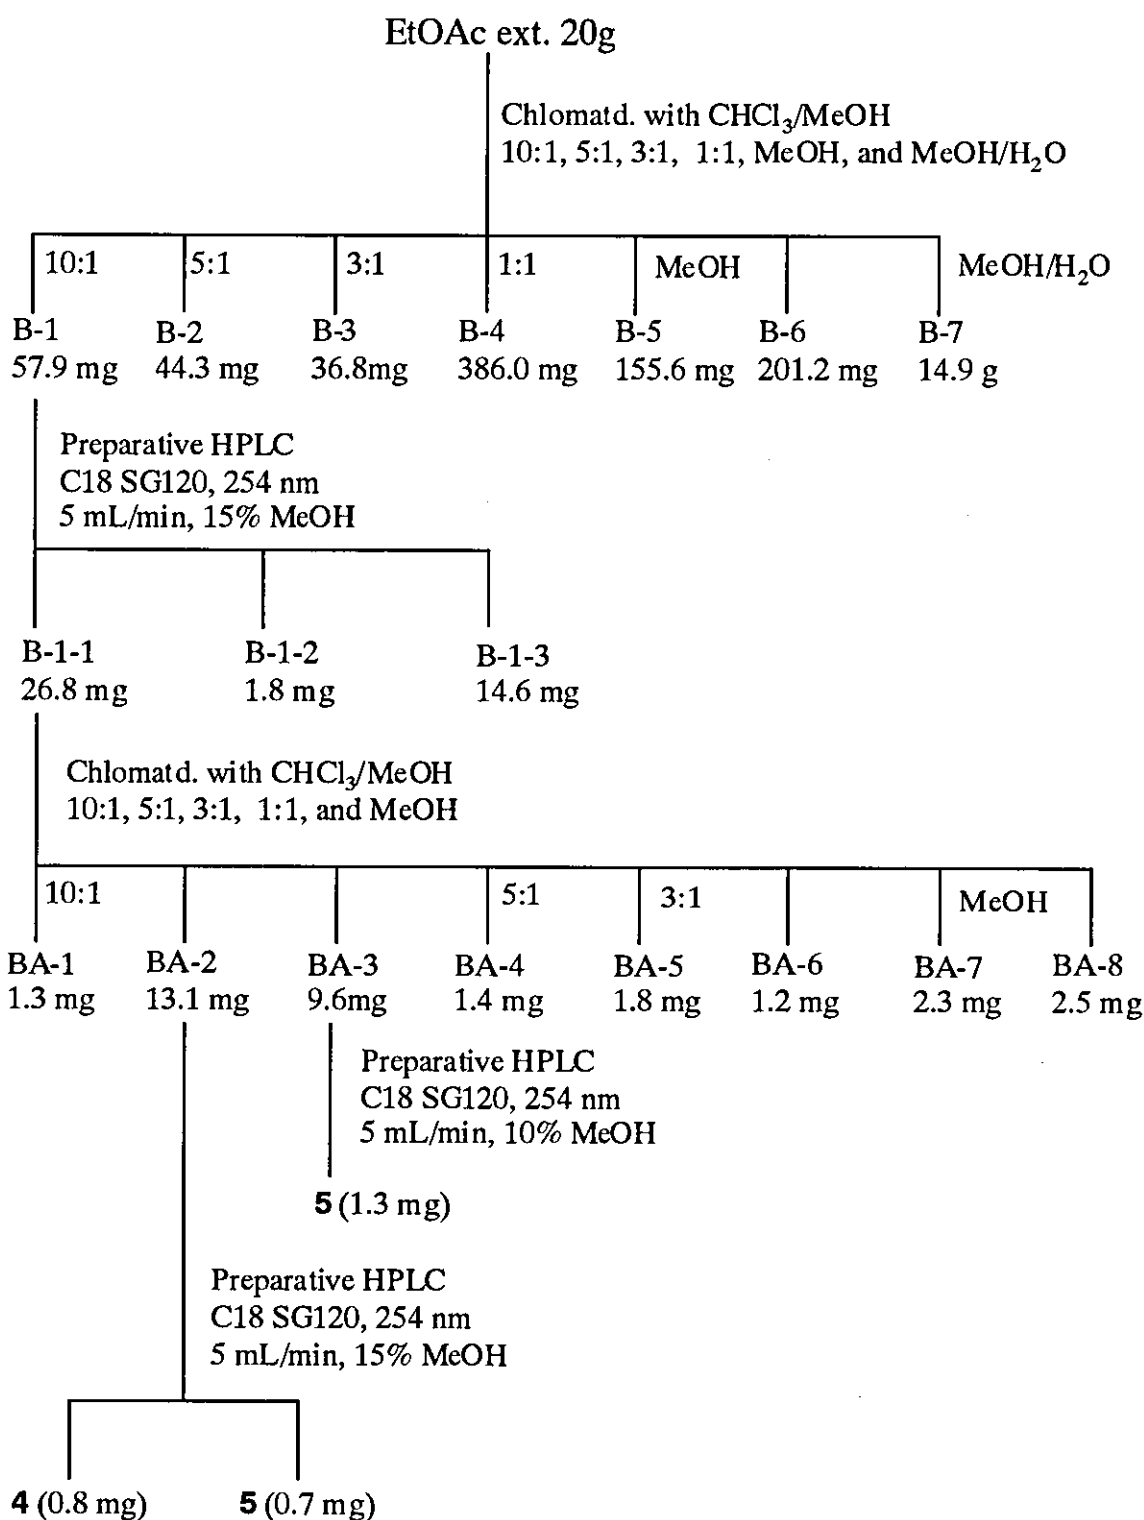 EtOAc ext. 20g
Chlomatd. with CHCl₃/MeOH
10:1, 5:1, 3:1, 1:1, MeOH, and MeOH/H₂O
10:1 5:1 3:1 1:1 MeOH MeOH/H₂O
B-1 B-2 B-3 B-4 B-5 B-6 B-7
57.9 mg 44.3 mg 36.8mg 386.0 mg 155.6 mg 201.2 mg 14.9 g
Preparative HPLC
C18 SG120, 254 nm
5 mL/min, 15% MeOH
B-1-1 B-1-2 B-1-3
26.8 mg 1.8 mg 14.6 mg
Chlomatd. with CHCl₃/MeOH
10:1, 5:1, 3:1, 1:1, and MeOH
10:1 5:1 3:1 MeOH
BA-1 BA-2 BA-3 BA-4 BA-5 BA-6 BA-7 BA-8
1.3 mg 13.1 mg 9.6mg 1.4 mg 1.8 mg 1.2 mg 2.3 mg 2.5 mg
Preparative HPLC
C18 SG120, 254 nm
5 mL/min, 10% MeOH
5 (1.3 mg)
Preparative HPLC
C18 SG120, 254 nm
5 mL/min, 15% MeOH
4 (0.8 mg) 5 (0.7 mg)